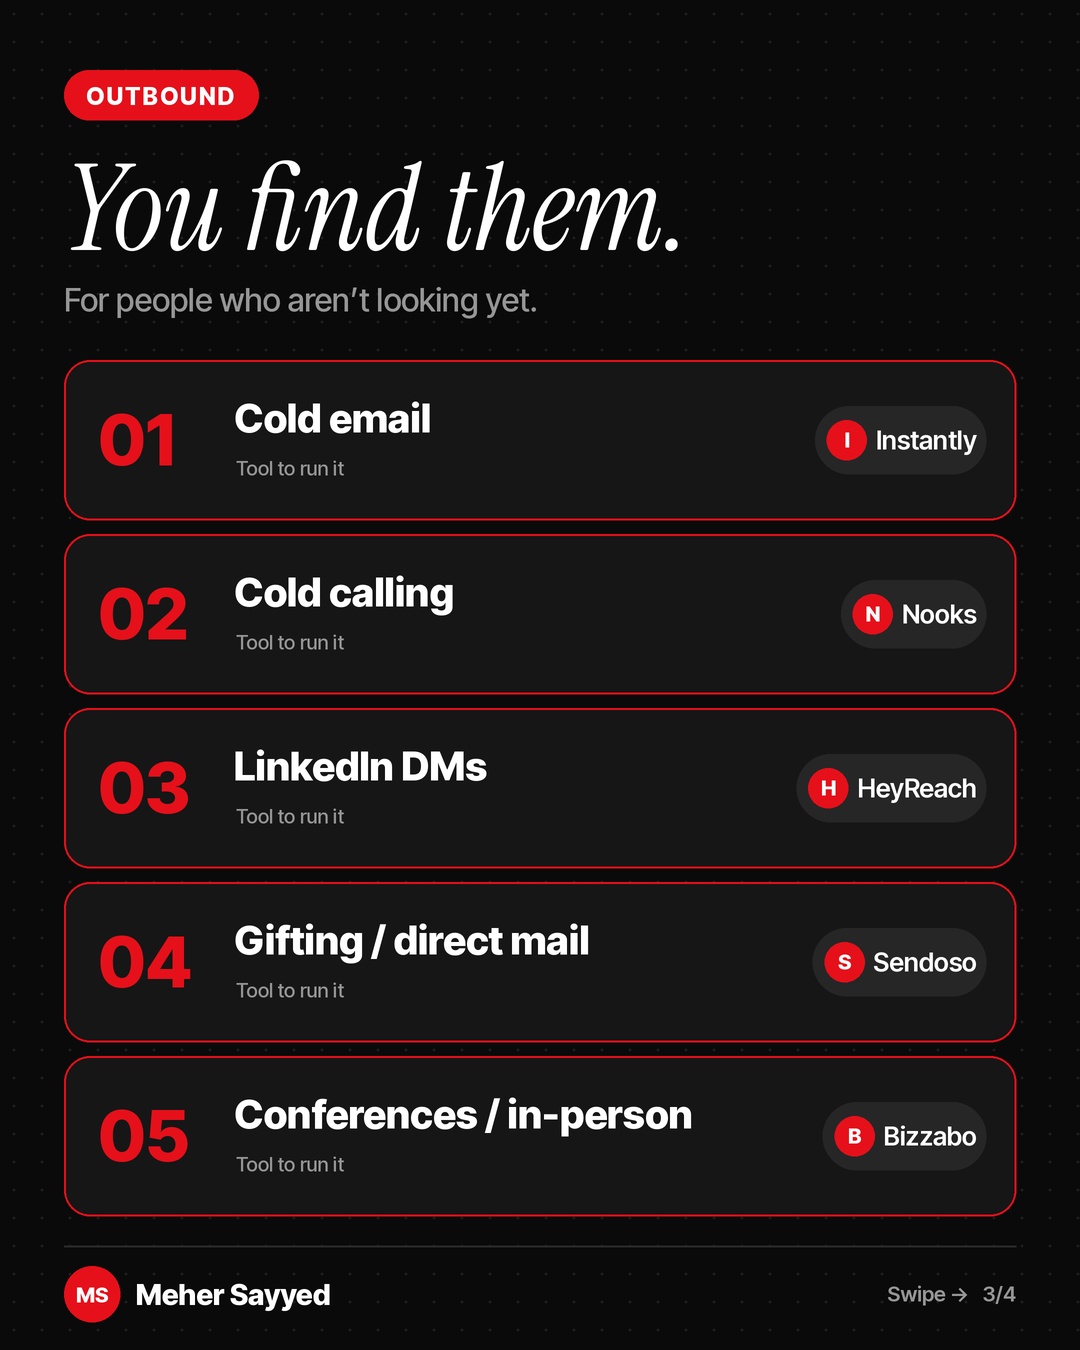 OUTBOUND
You find them.
For people who aren’t looking yet.
01
Cold email
Tool to run it
I Instantly
02
Cold calling
Tool to run it
N Nooks
03
LinkedIn DMs
Tool to run it
H HeyReach
04
Gifting / direct mail
Tool to run it
S Sendoso
05
Conferences / in-person
Tool to run it
B Bizzabo
MS Meher Sayyed
Swipe → 3/4